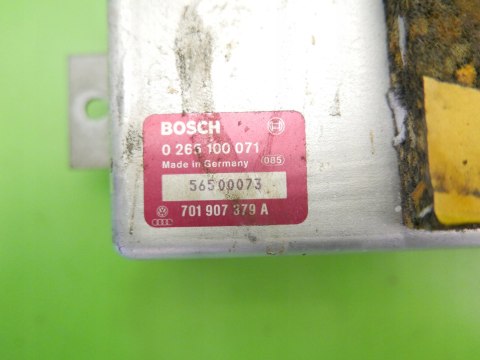 BOSCH
0 265 100 071
Made in Germany (085)
56500073
701 907 379 A